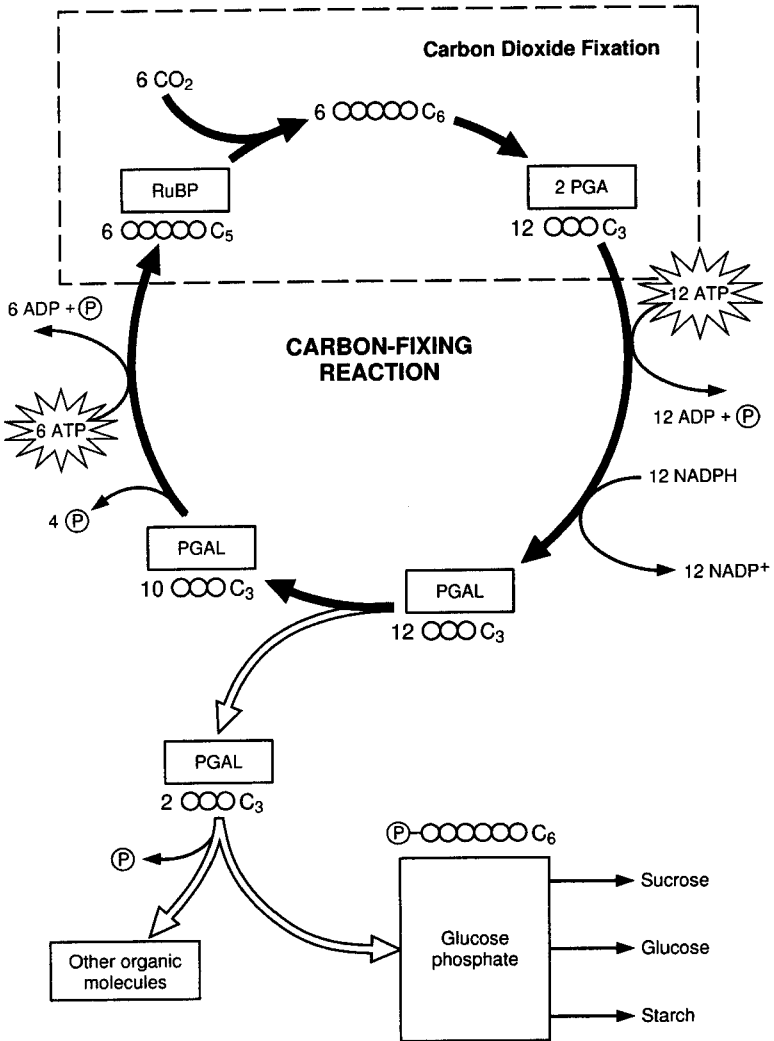 Carbon Dioxide Fixation
6 CO₂
6 C₆
RuBP
6 C₅
2 PGA
12 C₃
12 ATP
6 ADP + Ⓟ
CARBON-FIXING
REACTION
12 ADP + Ⓟ
6 ATP
12 NADPH
4 Ⓟ
PGAL
10 C₃
12 NADP⁺
PGAL
12 C₃
PGAL
2 C₃
Ⓟ
Ⓟ C₆
Other organic
molecules
Glucose
phosphate
Sucrose
Glucose
Starch